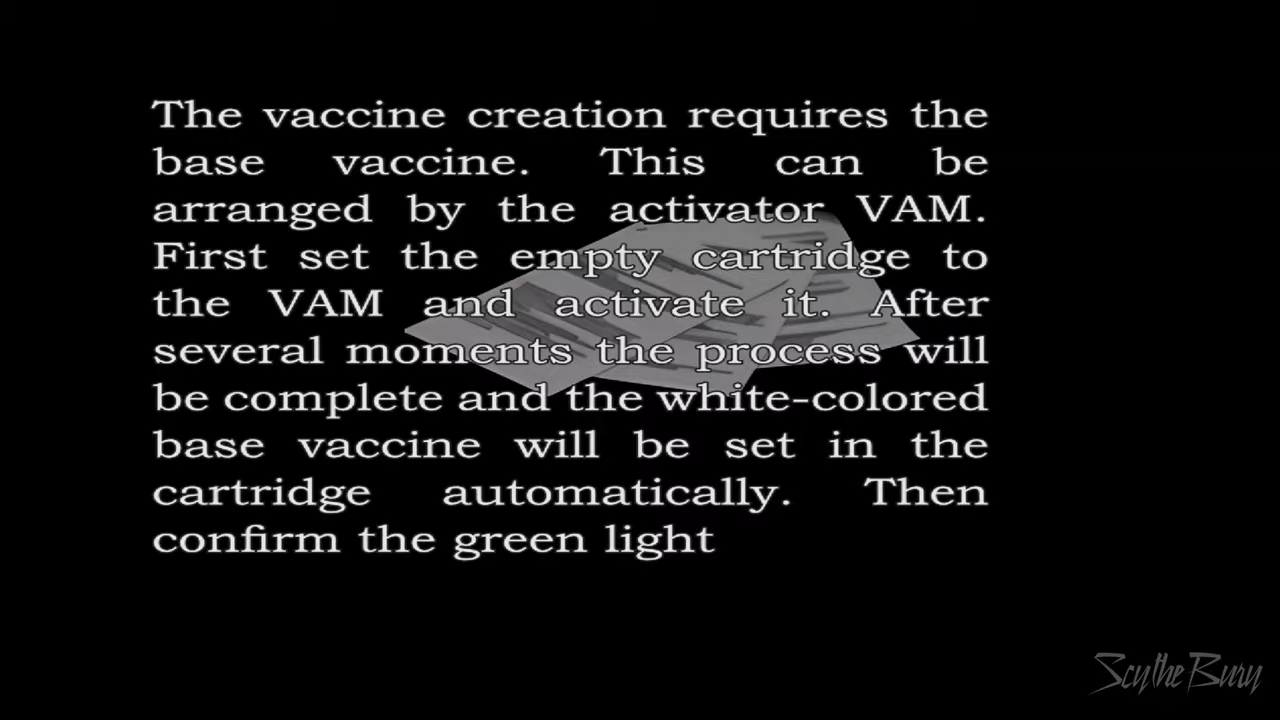 The vaccine creation requires the
base vaccine. This can be
arranged by the activator VAM.
First set the empty cartridge to
the VAM and activate it. After
several moments the process will
be complete and the white-colored
base vaccine will be set in the
cartridge automatically. Then
confirm the green light
ScytheBury